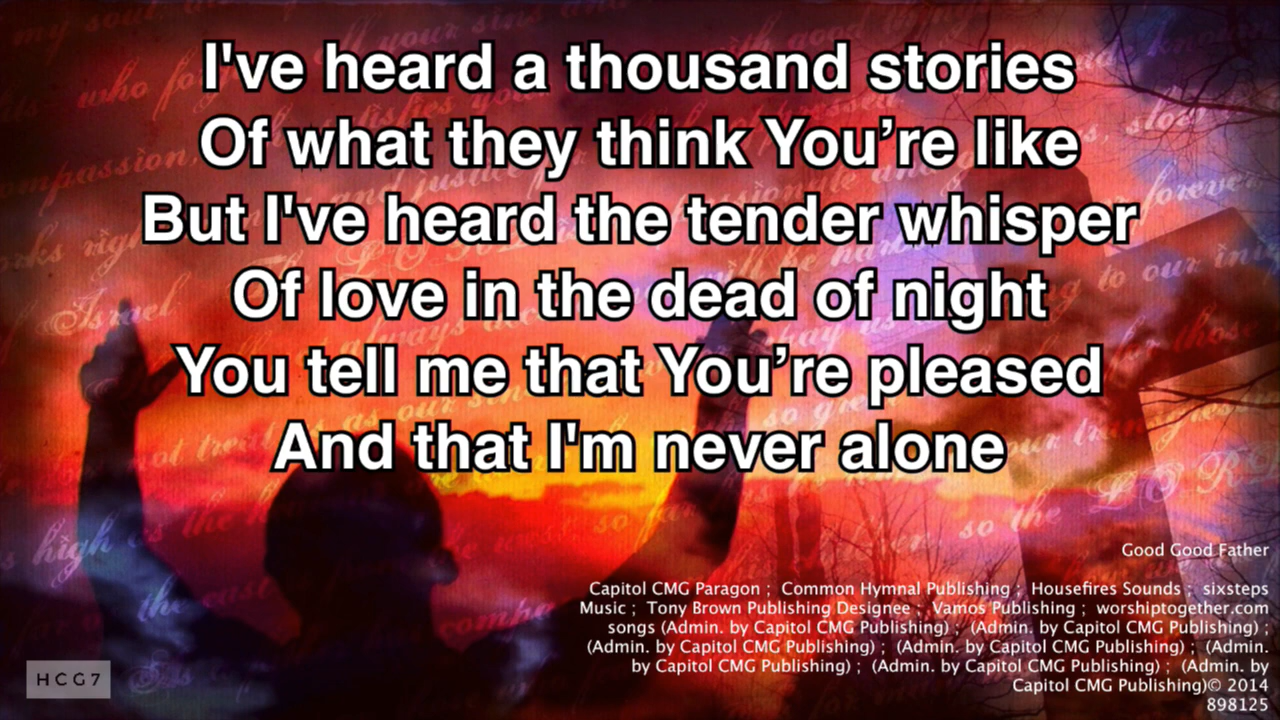 I've heard a thousand stories
Of what they think You’re like
But I've heard the tender whisper
Of love in the dead of night
You tell me that You’re pleased
And that I'm never alone
Good Good Father
Capitol CMG Paragon ; Common Hymnal Publishing ; Housefires Sounds ; sixsteps
Music ; Tony Brown Publishing Designee ; Vamos Publishing ; worshiptogether.com
songs (Admin. by Capitol CMG Publishing) ; (Admin. by Capitol CMG Publishing) ;
(Admin. by Capitol CMG Publishing) ; (Admin. by Capitol CMG Publishing) ; (Admin.
by Capitol CMG Publishing) ; (Admin. by Capitol CMG Publishing) ; (Admin. by
Capitol CMG Publishing)© 2014
898125
HCG7